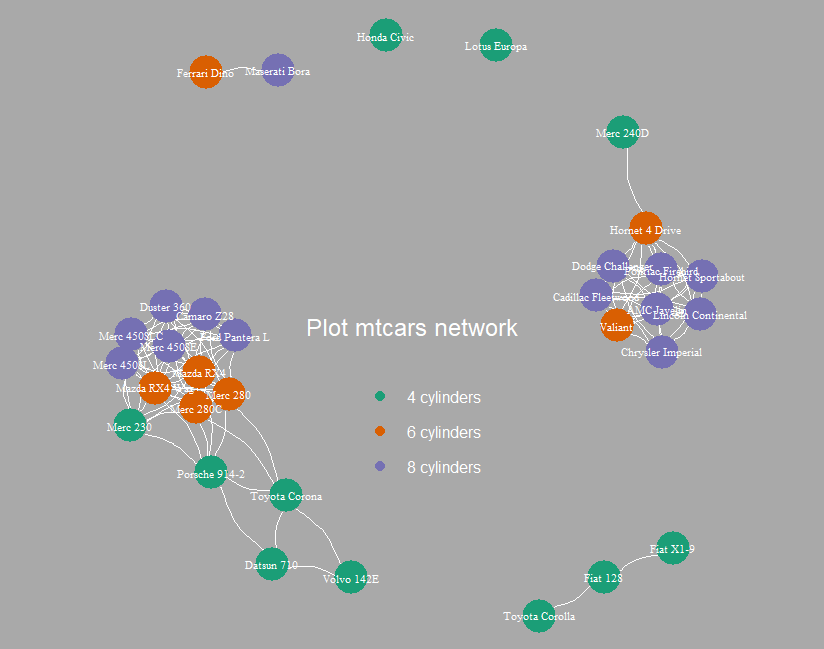 Honda Civic
Lotus Europa
Ferrari Dino
Maserati Bora
Merc 240D
Hornet 4 Drive
Dodge Challenger
Pontiac Firebird
Hornet Sportabout
Cadillac Fleetwood
AMC Javelin
Lincoln Continental
Valiant
Chrysler Imperial
Duster 360
Camaro Z28
Merc 450SLC
Merc 450SE
Ford Pantera L
Merc 450SL
Mazda RX4
Mazda RX4 Wag
Merc 280
Merc 280C
Merc 230
Plot mtcars network
4 cylinders
6 cylinders
8 cylinders
Porsche 914-2
Toyota Corona
Datsun 710
Volvo 142E
Fiat X1-9
Fiat 128
Toyota Corolla